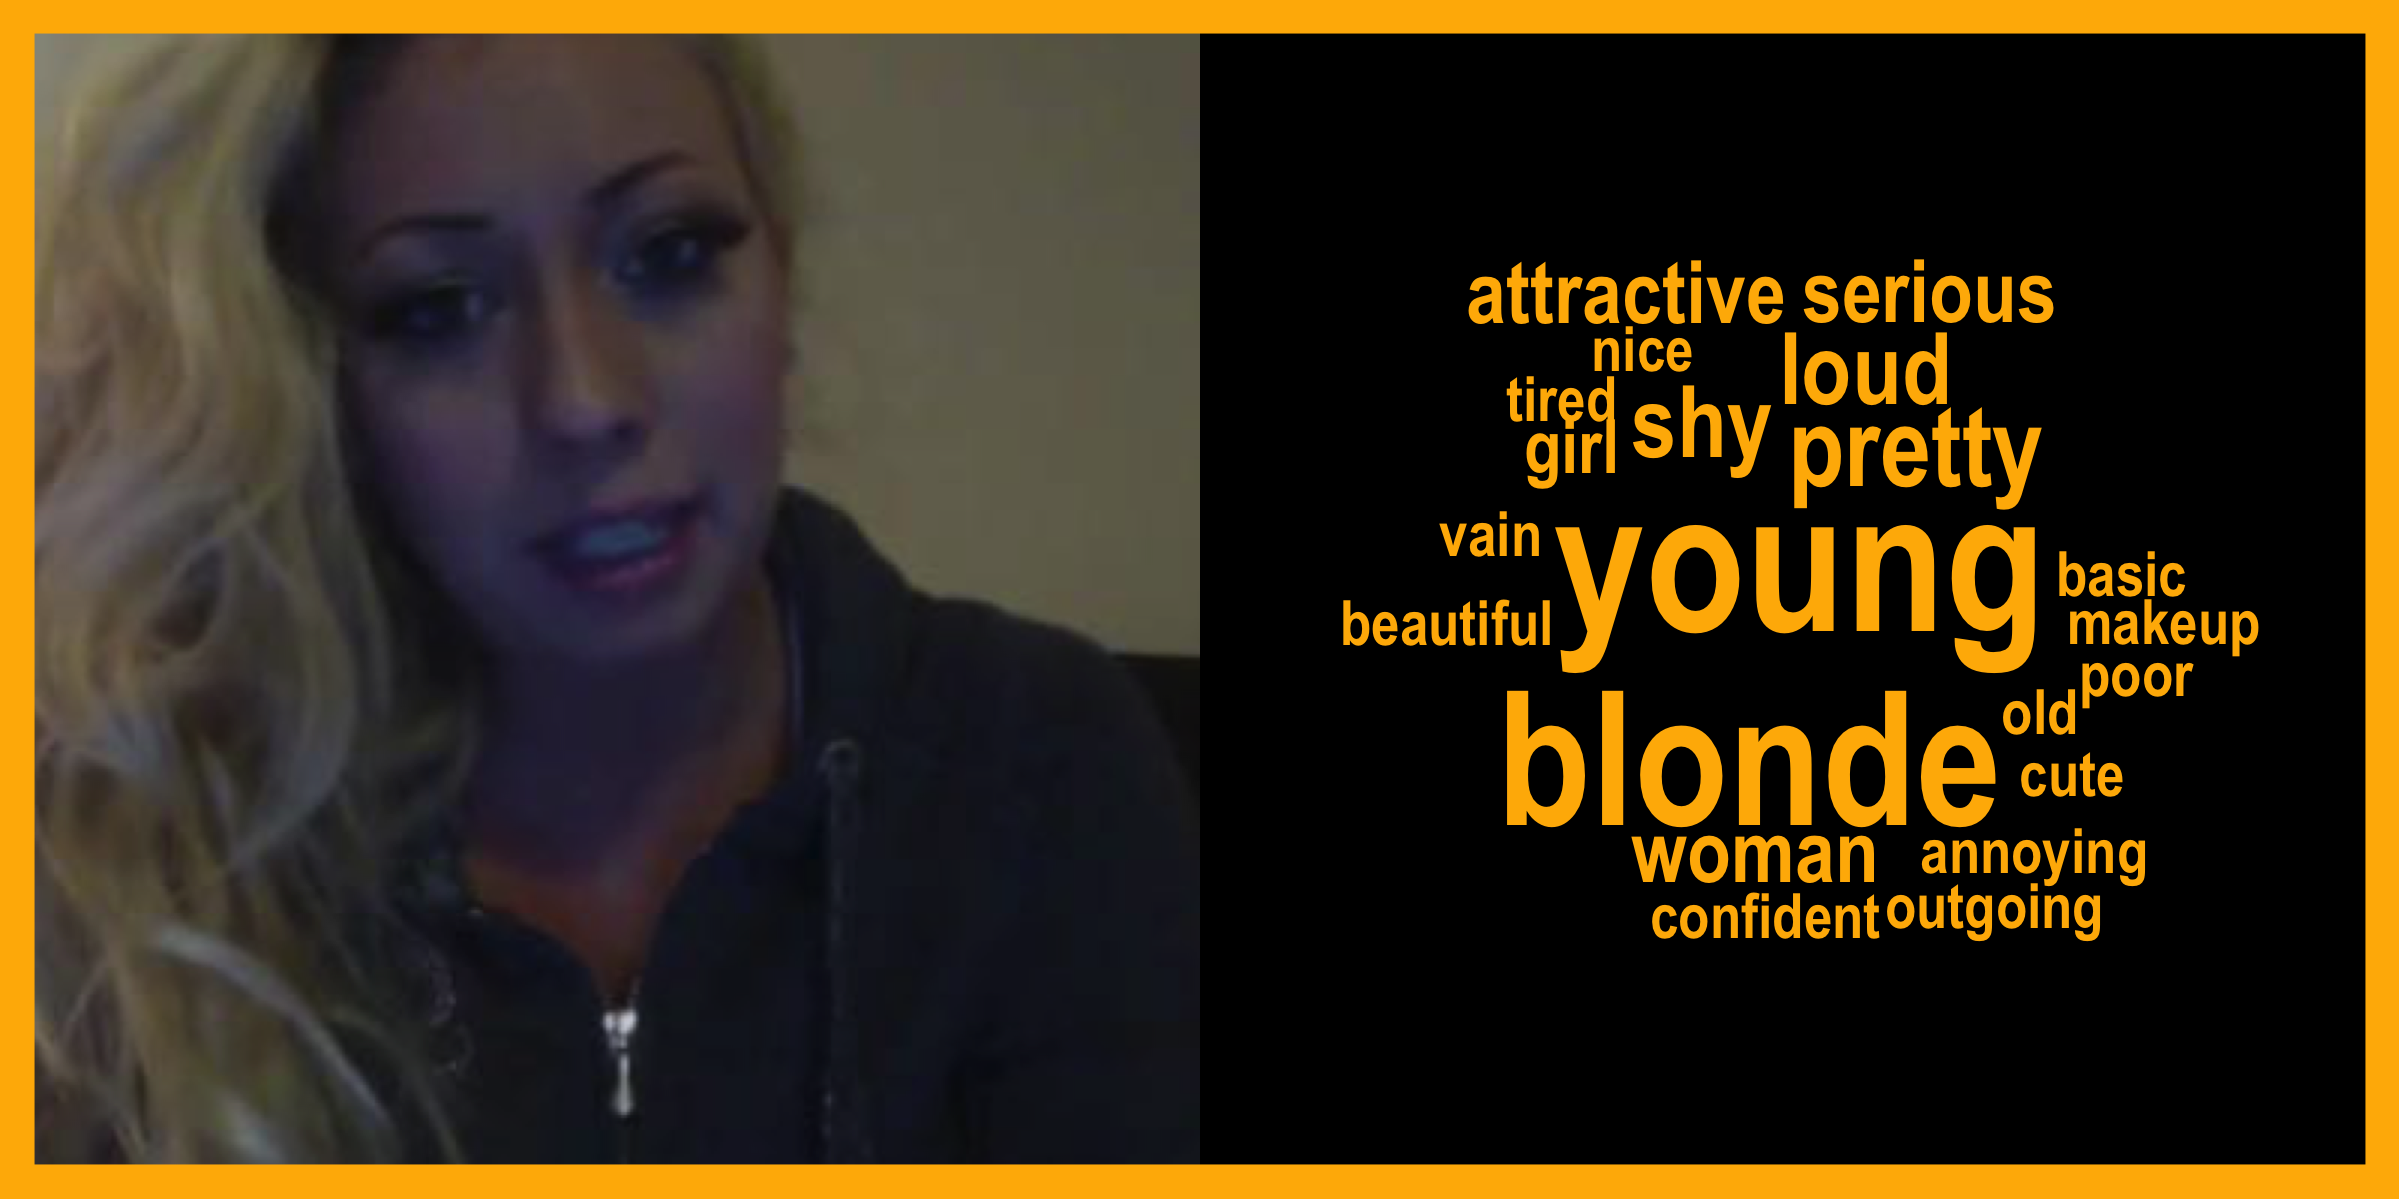 attractive serious
nice loud
tired shy pretty
girl
vain young basic
beautiful makeup
poor
blonde old
cute
woman annoying
confident outgoing